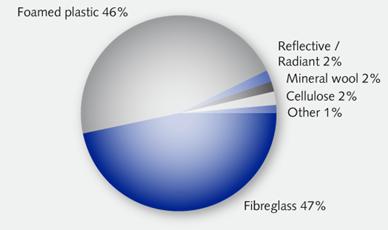 Foamed plastic 46%
Reflective /
Radiant 2%
Mineral wool 2%
Cellulose 2%
Other 1%
Fibreglass 47%